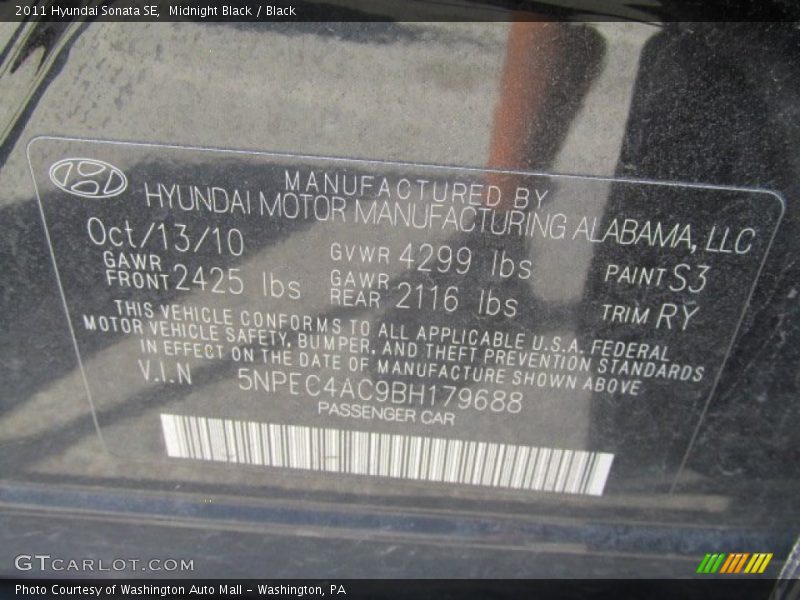 2011 Hyundai Sonata SE,  Midnight Black / Black
MANUFACTURED BY
HYUNDAI MOTOR MANUFACTURING ALABAMA, LLC
Oct/13/10 GVWR 4299 lbs PAINT S3
GAWR FRONT 2425 lbs GAWR REAR 2116 lbs TRIM RY
THIS VEHICLE CONFORMS TO ALL APPLICABLE U.S.A. FEDERAL
MOTOR VEHICLE SAFETY, BUMPER, AND THEFT PREVENTION STANDARDS
IN EFFECT ON THE DATE OF MANUFACTURE SHOWN ABOVE
V.I.N 5NPEC4AC9BH179688
PASSENGER CAR
GTCARLOT.COM
Photo Courtesy of Washington Auto Mall - Washington, PA